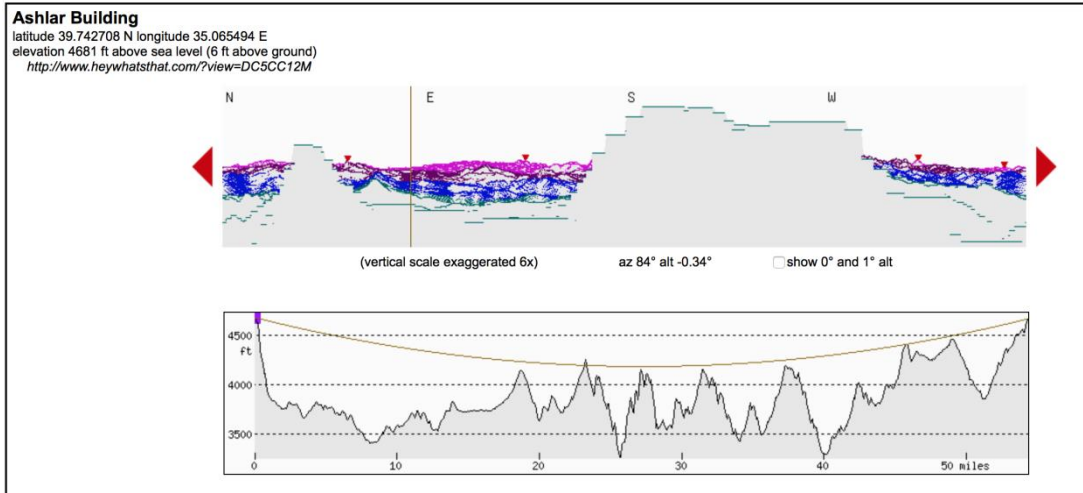 Ashlar Building
latitude 39.742708 N longitude 35.065494 E
elevation 4681 ft above sea level (6 ft above ground)
http://www.heywhatsthat.com/?view=DC5CC12M
N E S W
(vertical scale exaggerated 6x) az 84° alt -0.34° show 0° and 1° alt
4500
ft
4000
3500
0 10 20 30 40 50 miles